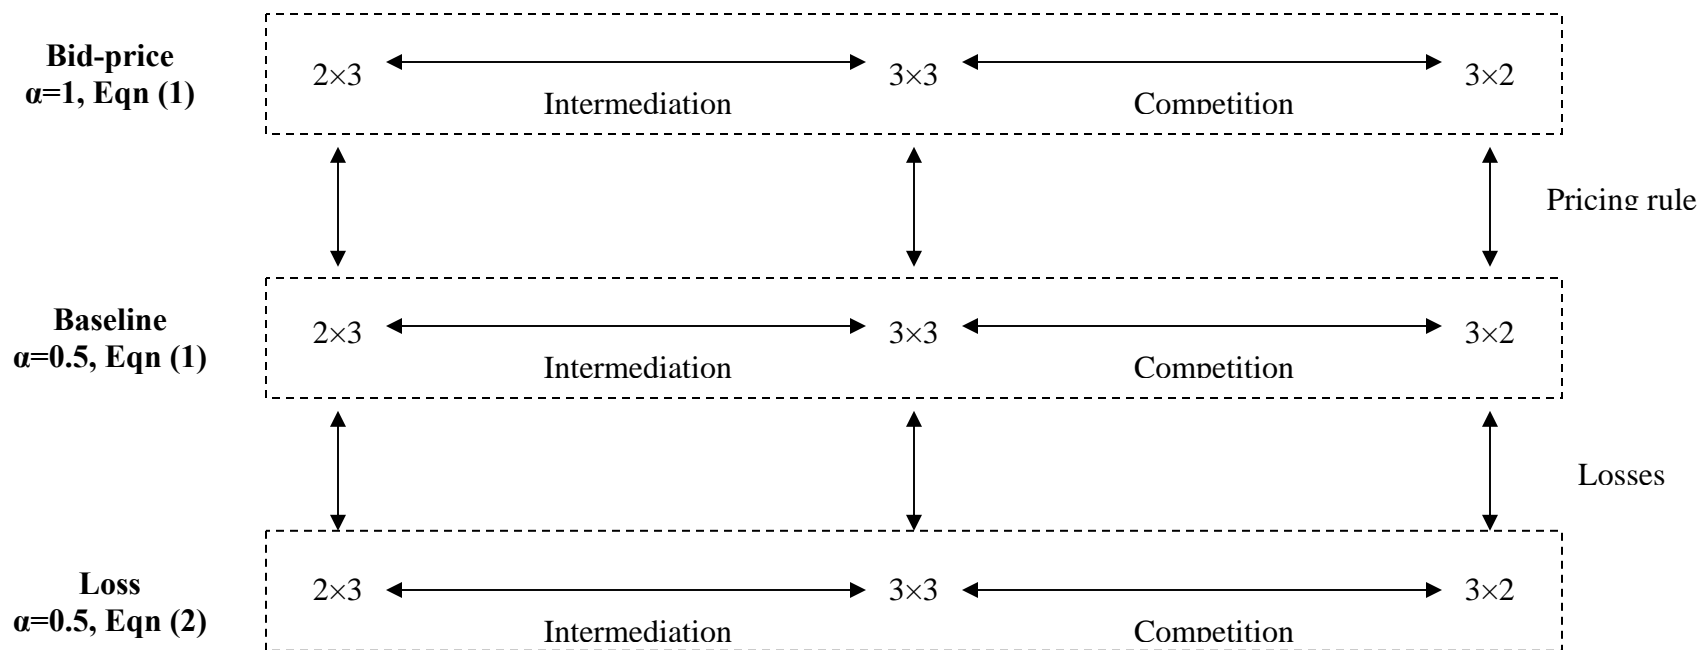 Bid-price
α=1, Eqn (1)
2×3 3×3 3×2
Intermediation Competition
Pricing rule
Baseline
α=0.5, Eqn (1)
2×3 3×3 3×2
Intermediation Competition
Losses
Loss
α=0.5, Eqn (2)
2×3 3×3 3×2
Intermediation Competition